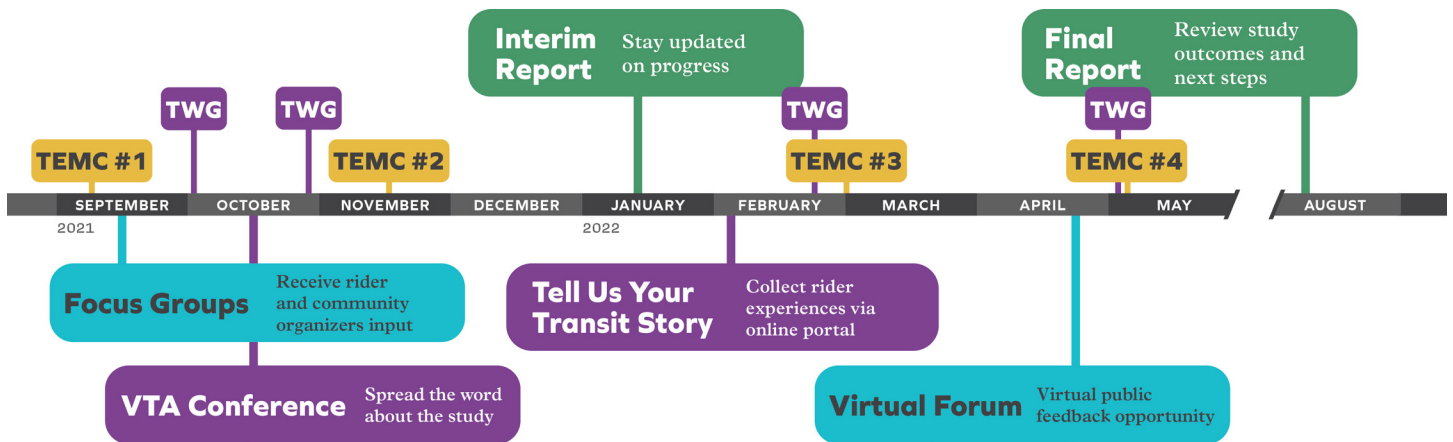 Interim
Report
Stay updated
on progress
Final
Report
Review study
outcomes and
next steps
TWG
TWG
TWG
TWG
TEMC #1
TEMC #2
TEMC #3
TEMC #4
SEPTEMBER
OCTOBER
NOVEMBER
DECEMBER
JANUARY
FEBRUARY
MARCH
APRIL
MAY
AUGUST
2021
2022
Focus Groups
Receive rider
and community
organizers input
Tell Us Your
Transit Story
Collect rider
experiences via
online portal
VTA Conference
Spread the word
about the study
Virtual Forum
Virtual public
feedback opportunity